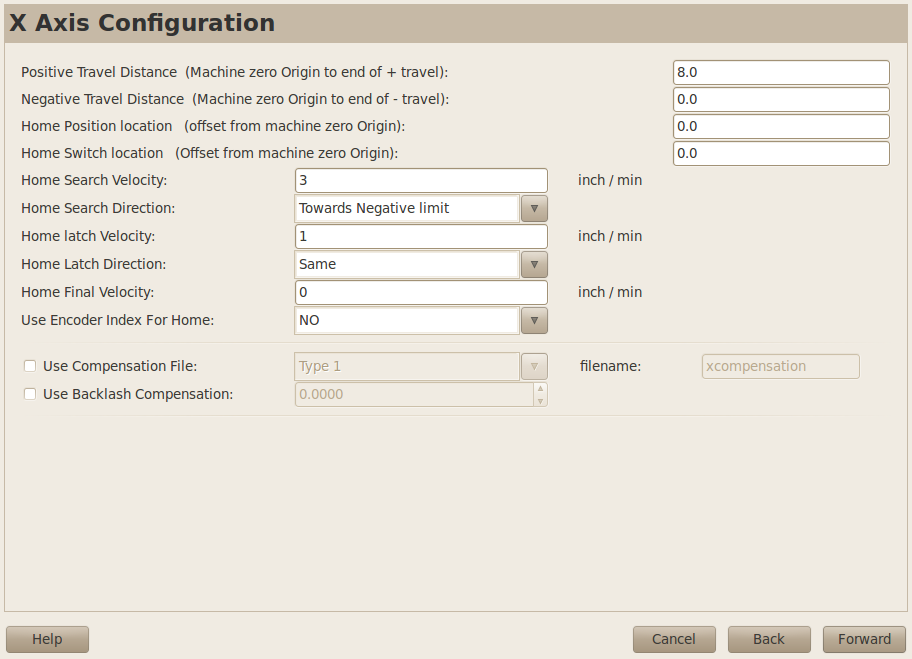 X Axis Configuration
Positive Travel Distance (Machine zero Origin to end of + travel): 8.0
Negative Travel Distance (Machine zero Origin to end of - travel): 0.0
Home Position location (offset from machine zero Origin): 0.0
Home Switch location (Offset from machine zero Origin): 0.0
Home Search Velocity: 3 inch / min
Home Search Direction: Towards Negative limit
Home latch Velocity: 1 inch / min
Home Latch Direction: Same
Home Final Velocity: 0 inch / min
Use Encoder Index For Home: NO
Use Compensation File: Type 1 filename: xcompensation
Use Backlash Compensation: 0.0000
Help Cancel Back Forward